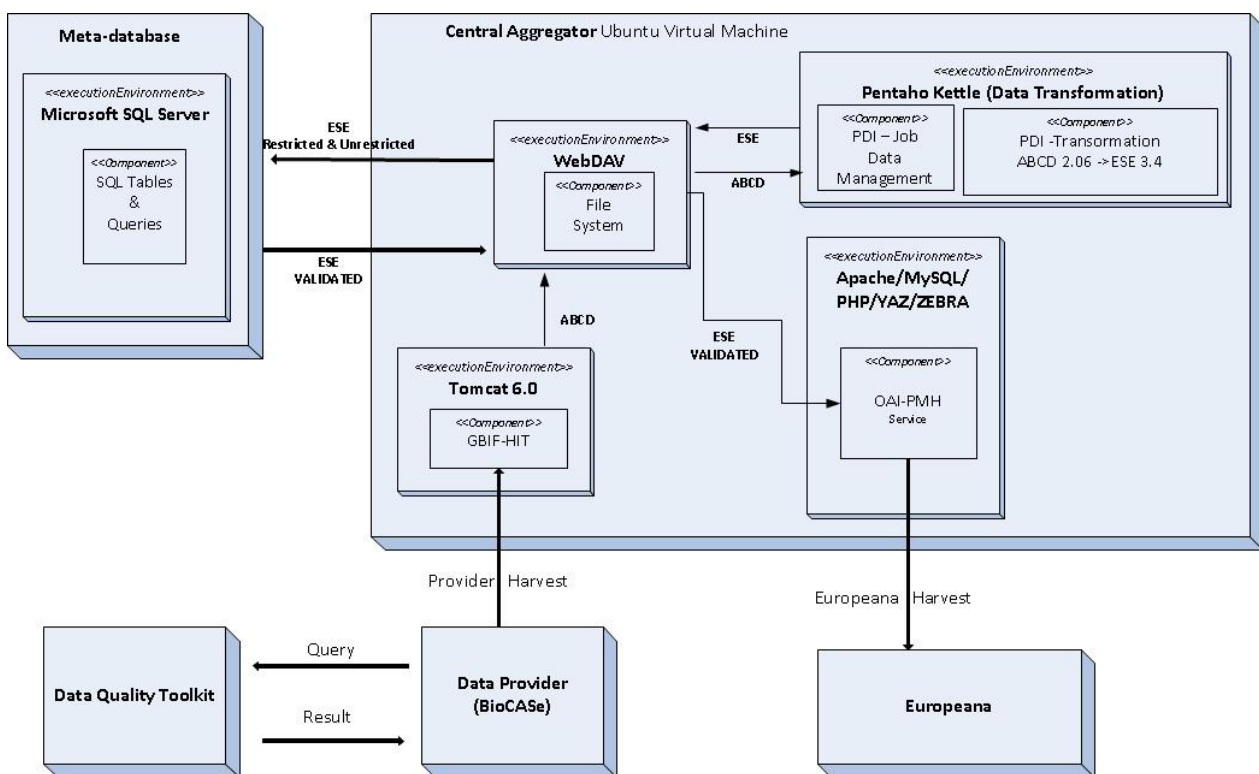 Meta-database
<<executionEnvironment>>
Microsoft SQL Server
<<Component>>
SQL Tables
&
Queries
ESE
Restricted & Unrestricted
ESE
VALIDATED
Central Aggregator Ubuntu Virtual Machine
<<executionEnvironment>>
WebDAV
<<Component>>
File
System
ESE
ABCD
<<executionEnvironment>>
Pentaho Kettle (Data Transformation)
<<Component>>
PDI – Job
Data
Management
<<Component>>
PDI -Transormation
ABCD 2.06 ->ESE 3.4
ABCD
ESE
VALIDATED
<<executionEnvironment>>
Apache/MySQL/
PHP/YAZ/ZEBRA
<<Component>>
OAI-PMH
Service
<<executionEnvironment>>
Tomcat 6.0
<<Component>>
GBIF-HIT
Provider Harvest
Europeana Harvest
Data Quality Toolkit
Query
Result
Data Provider
(BioCASe)
Europeana